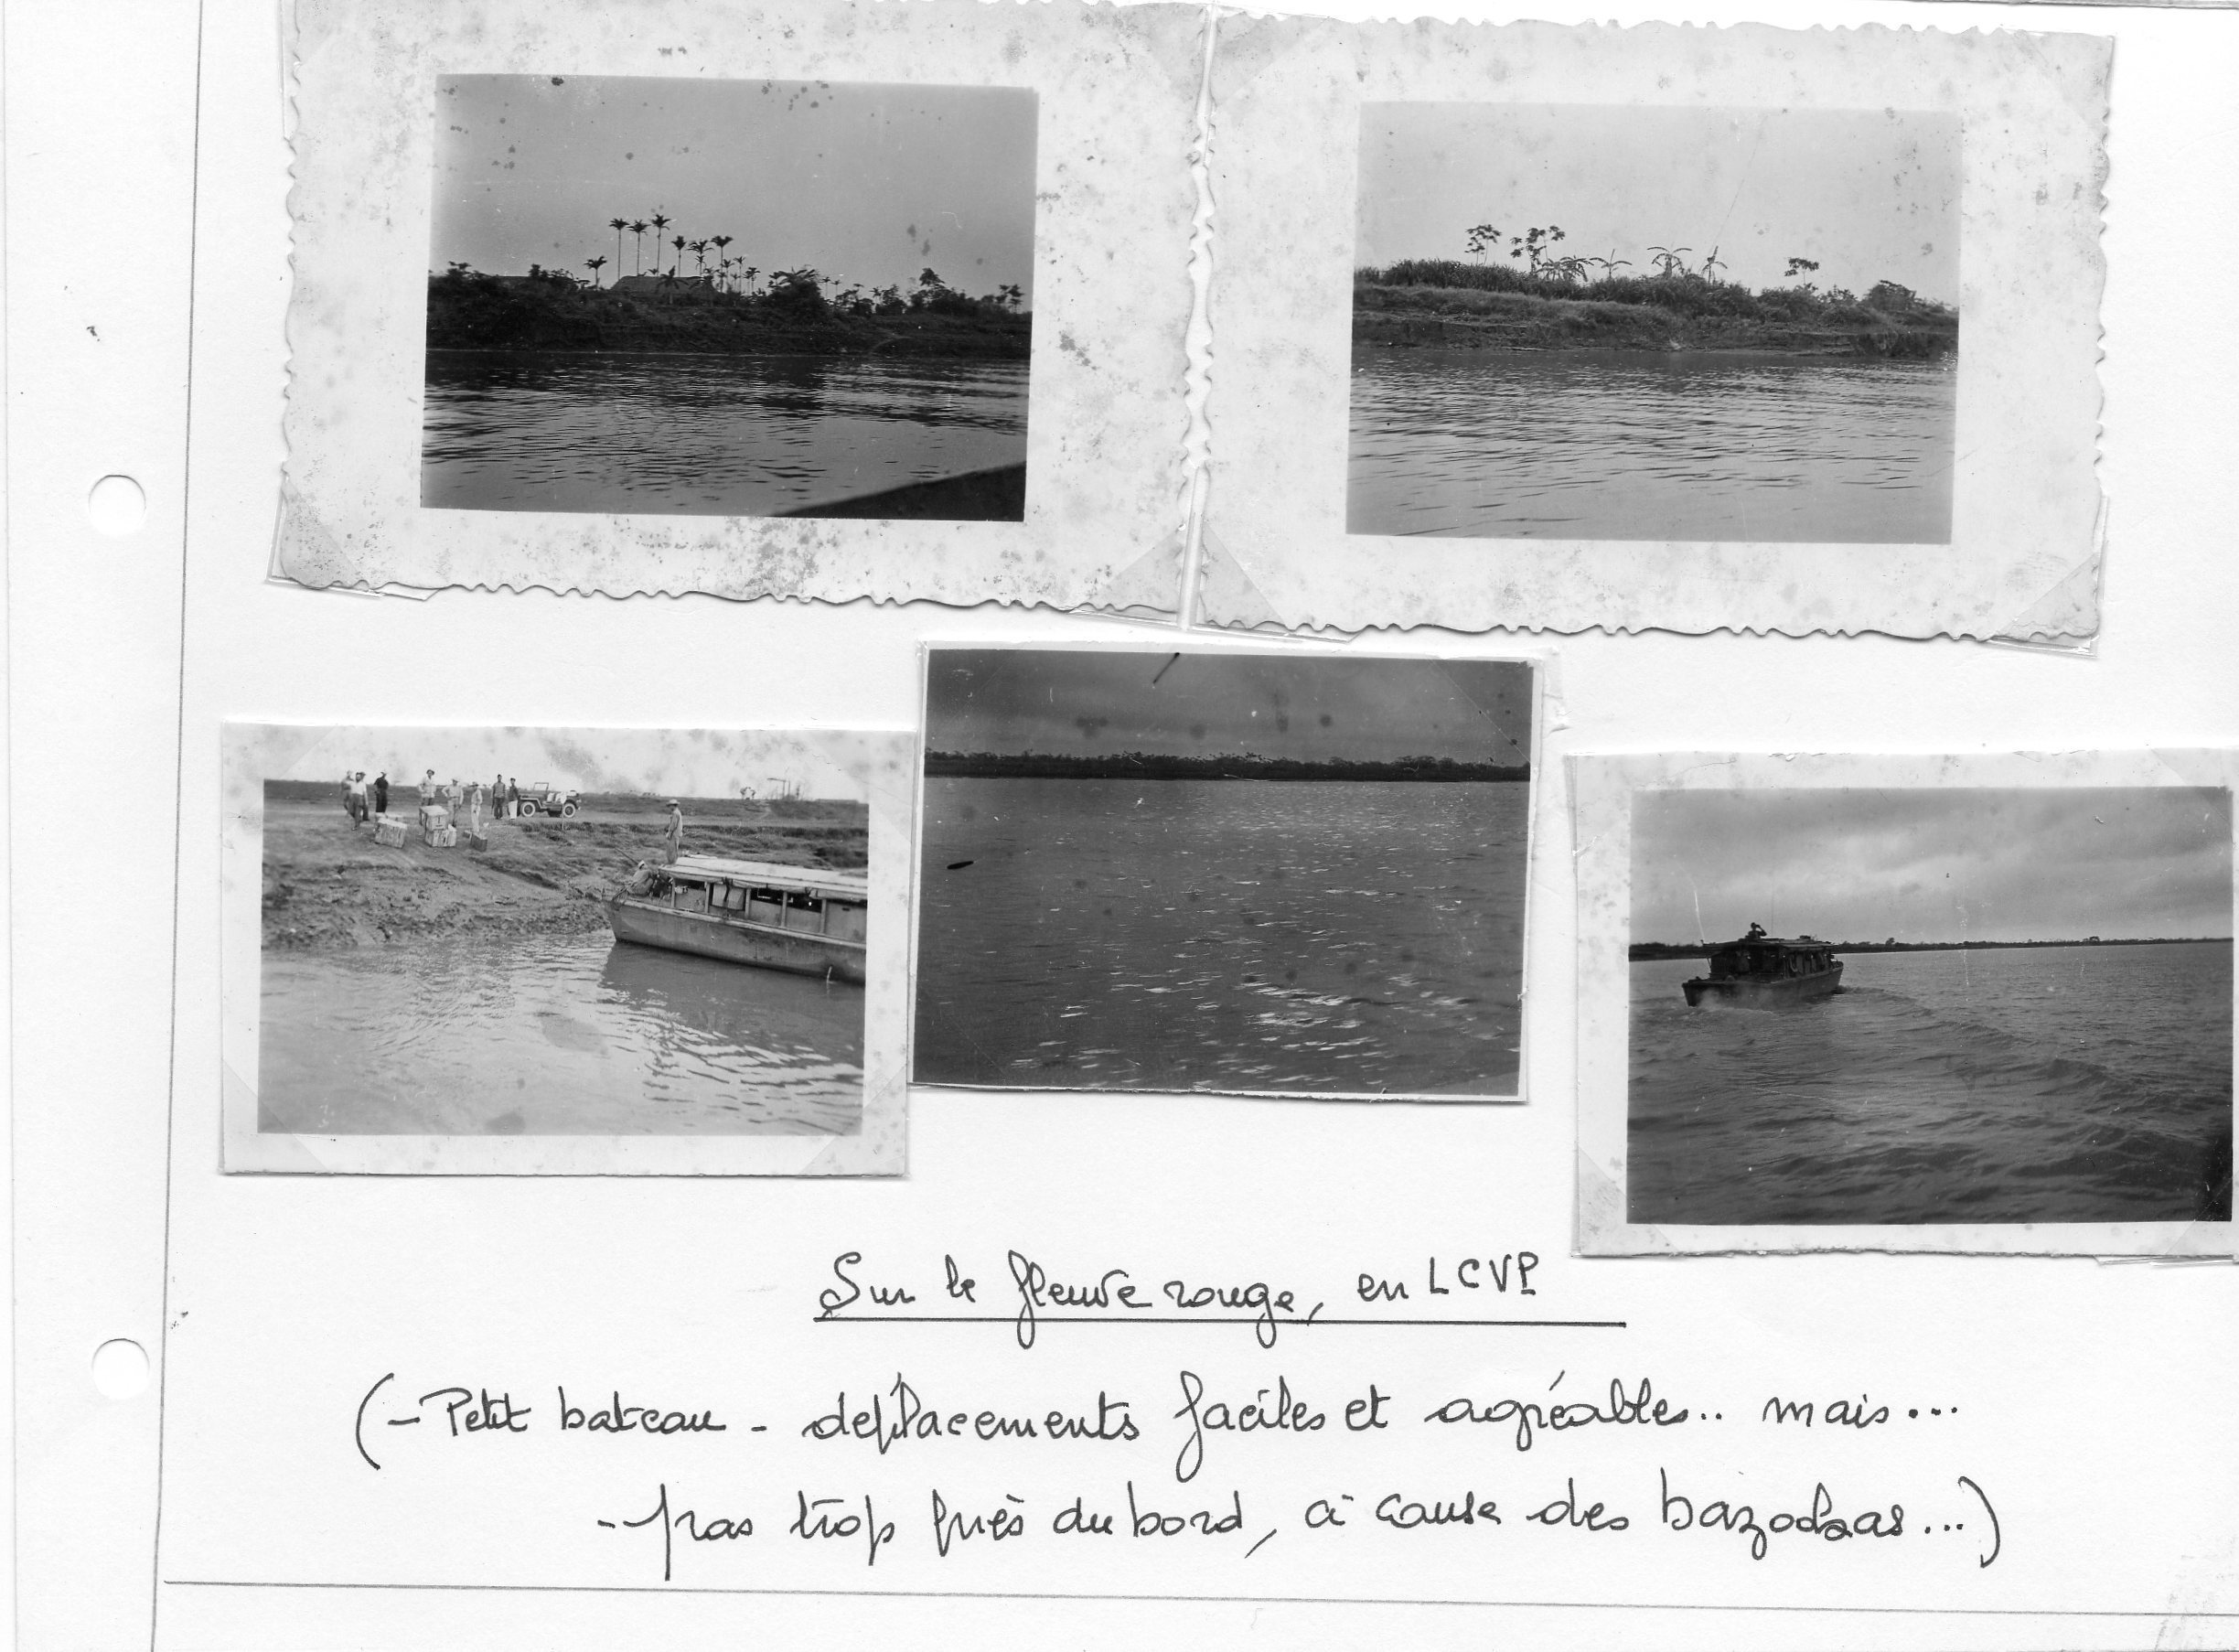 Sur le fleuve rouge, en LCVP
(- Petit bateau - déplacements faciles et agréables.. mais...
- pas trop près du bord, à cause des bazookas...)